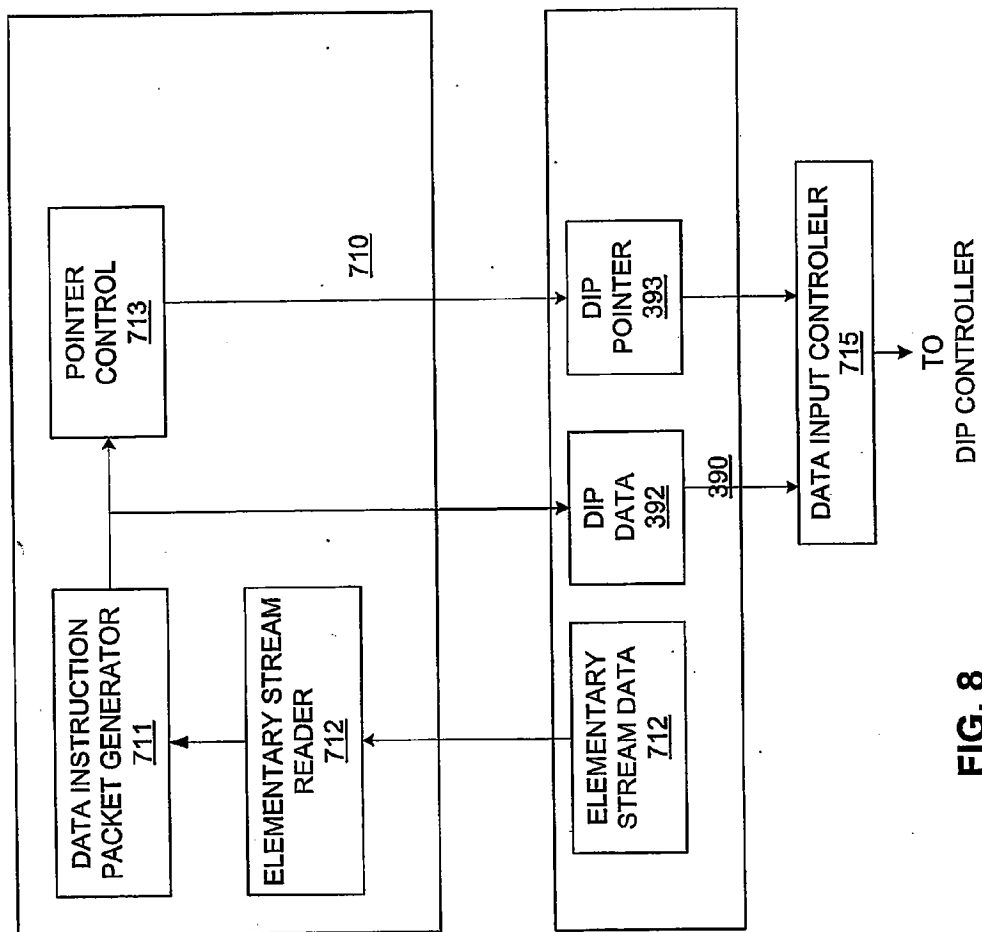 DATA INSTRUCTION
PACKET GENERATOR
711
POINTER
CONTROL
713
ELEMENTARY STREAM
READER
712
710
ELEMENTARY
STREAM DATA
712
DIP
DATA
392
DIP
POINTER
393
390
DATA INPUT CONTROLELR
715
TO
DIP CONTROLLER
FIG. 8